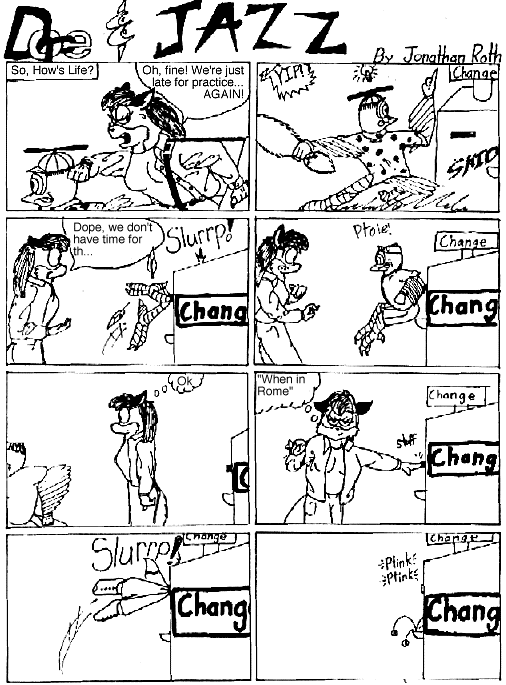 Dope & JAZZ
By Jonathan Roth
So, How's Life?
Oh, fine! We're just
late for practice...
AGAIN!
YIP!
Change
SKID
Dope, we don't
have time for
th...
Slurrp!
Chang
Ptoie!
Change
Chang
Ok
C
"When in
Rome"
stuff
Change
Chang
Slurrp!
Change
Chang
Change
Plink
Plink
Chang